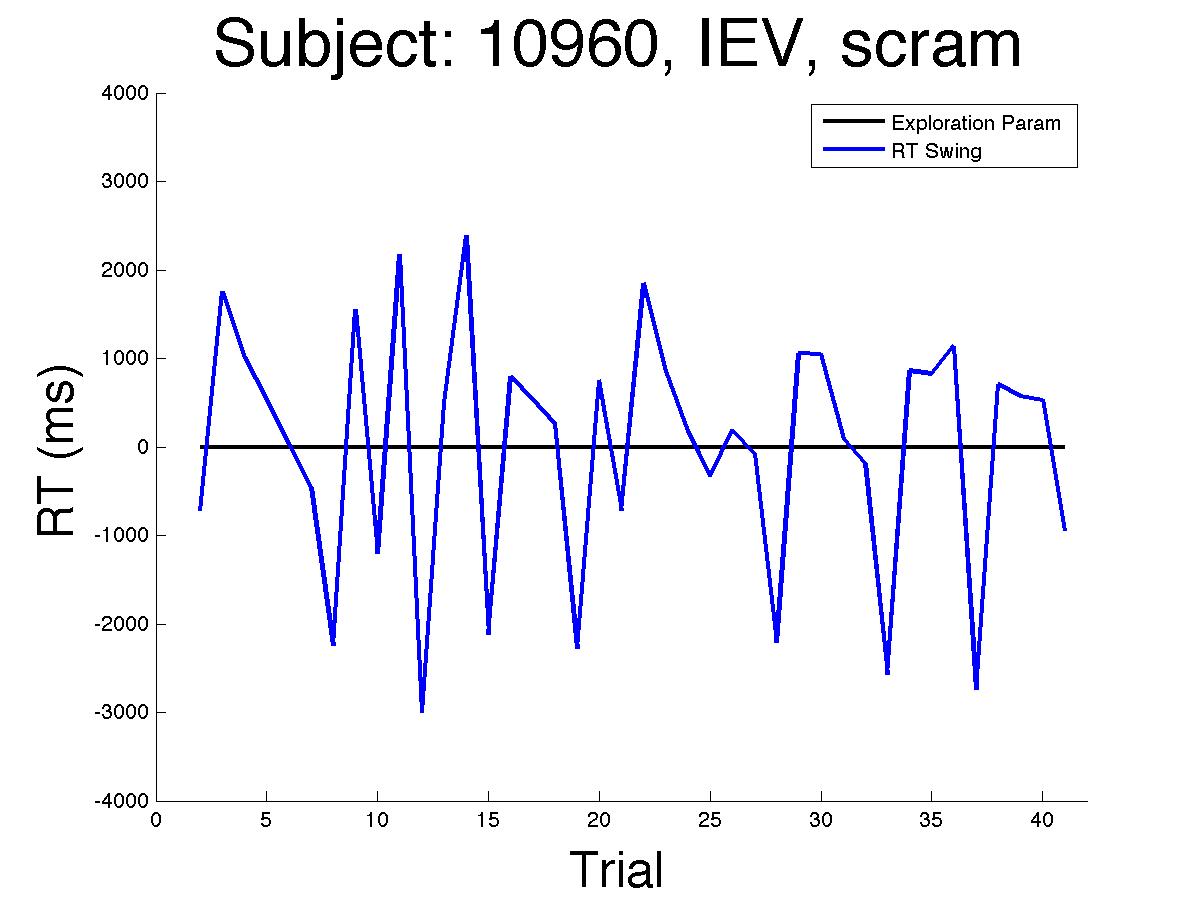 Subject: 10960, IEV, scram
Exploration Param
RT Swing
4000
3000
2000
1000
0
-1000
-2000
-3000
-4000
RT (ms)
0 5 10 15 20 25 30 35 40
Trial